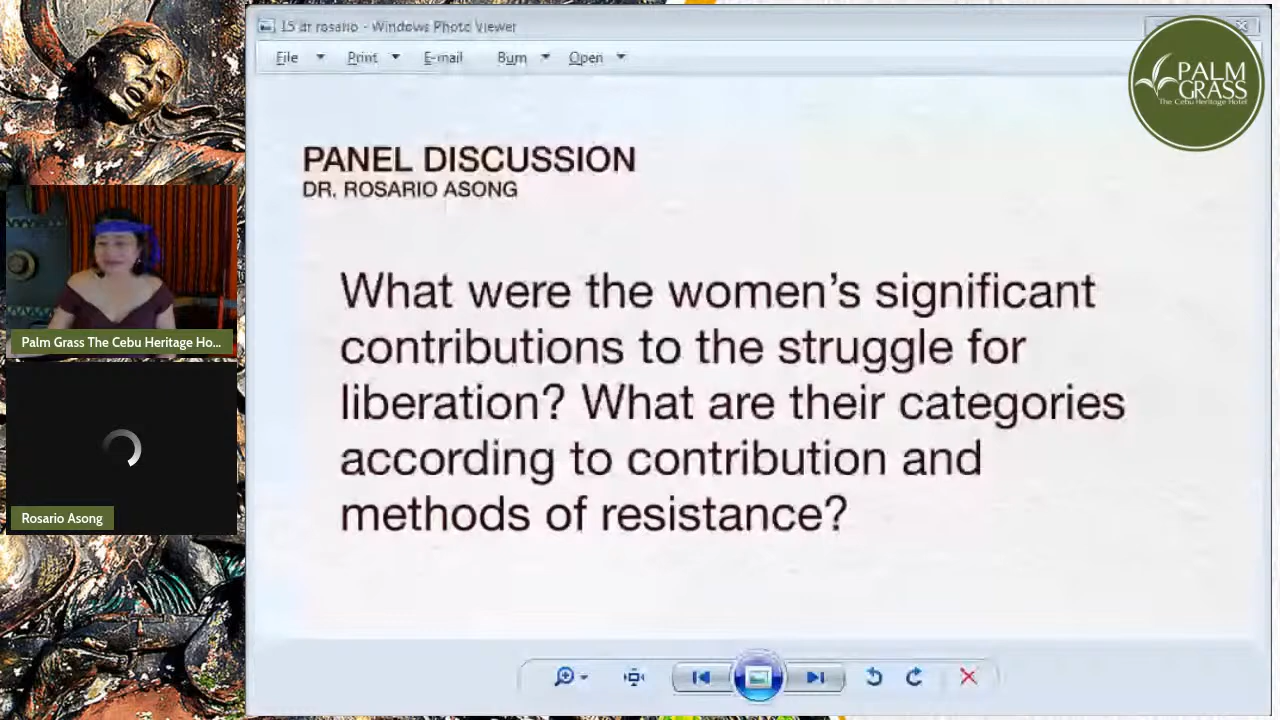 15 dr rosario - Windows Photo Viewer
File Print E-mail Burn Open
PALM
GRASS
The Cebu Heritage Hotel
PANEL DISCUSSION
DR. ROSARIO ASONG
What were the women's significant
contributions to the struggle for
liberation? What are their categories
according to contribution and
methods of resistance?
Palm Grass The Cebu Heritage Ho...
Rosario Asong